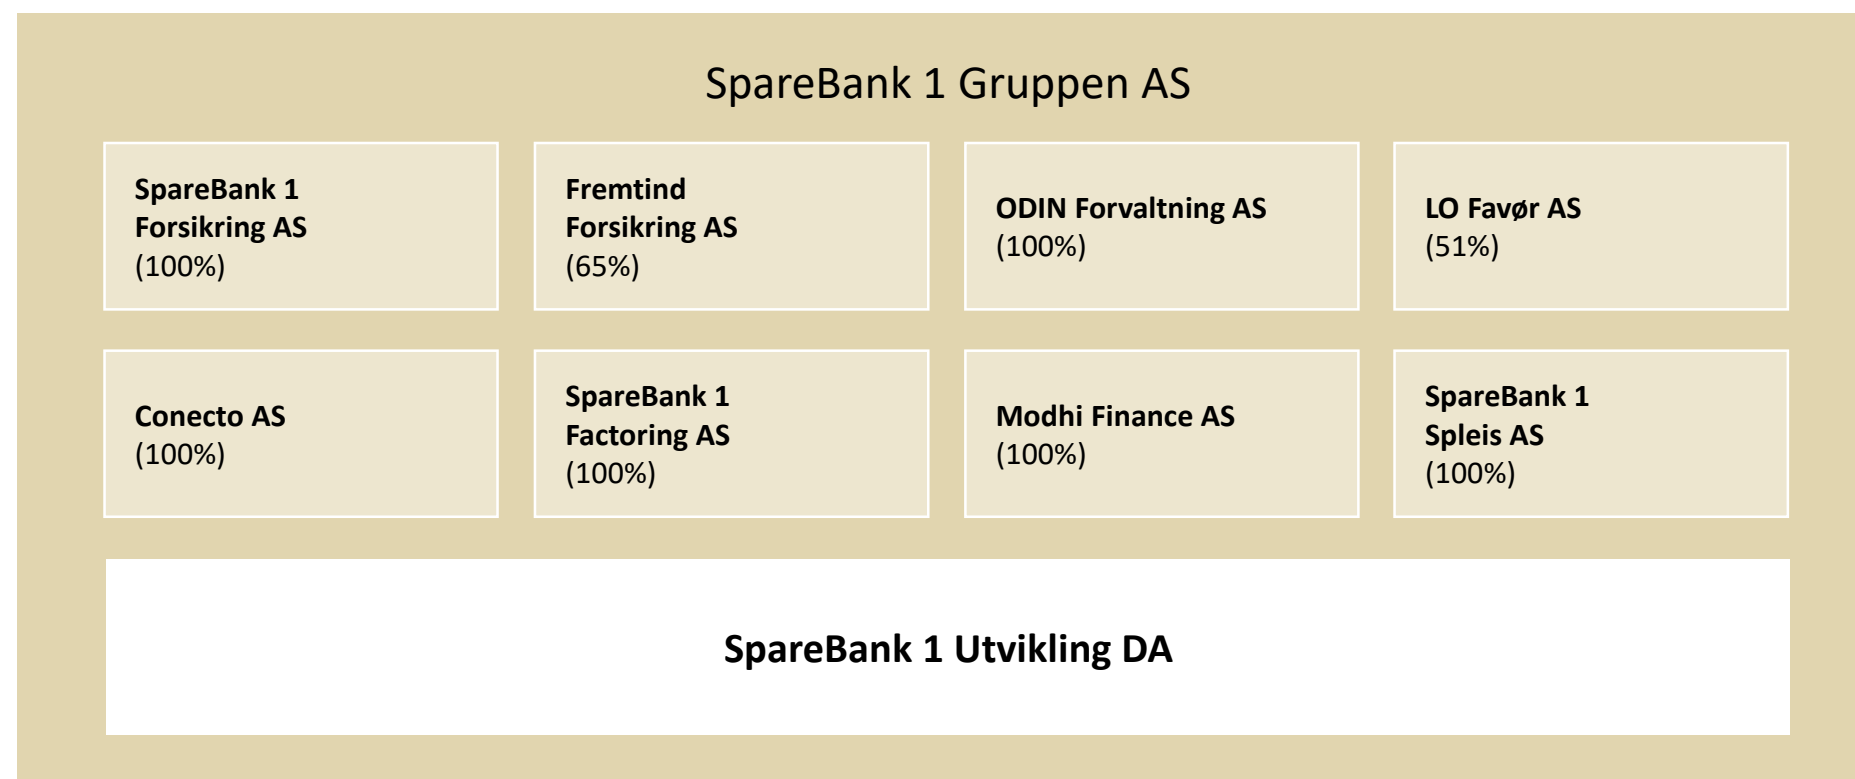 SpareBank 1 Gruppen AS
SpareBank 1
Forsikring AS
(100%)
Fremtind
Forsikring AS
(65%)
ODIN Forvaltning AS
(100%)
LO Favør AS
(51%)
Conecto AS
(100%)
SpareBank 1
Factoring AS
(100%)
Modhi Finance AS
(100%)
SpareBank 1
Spleis AS
(100%)
SpareBank 1 Utvikling DA